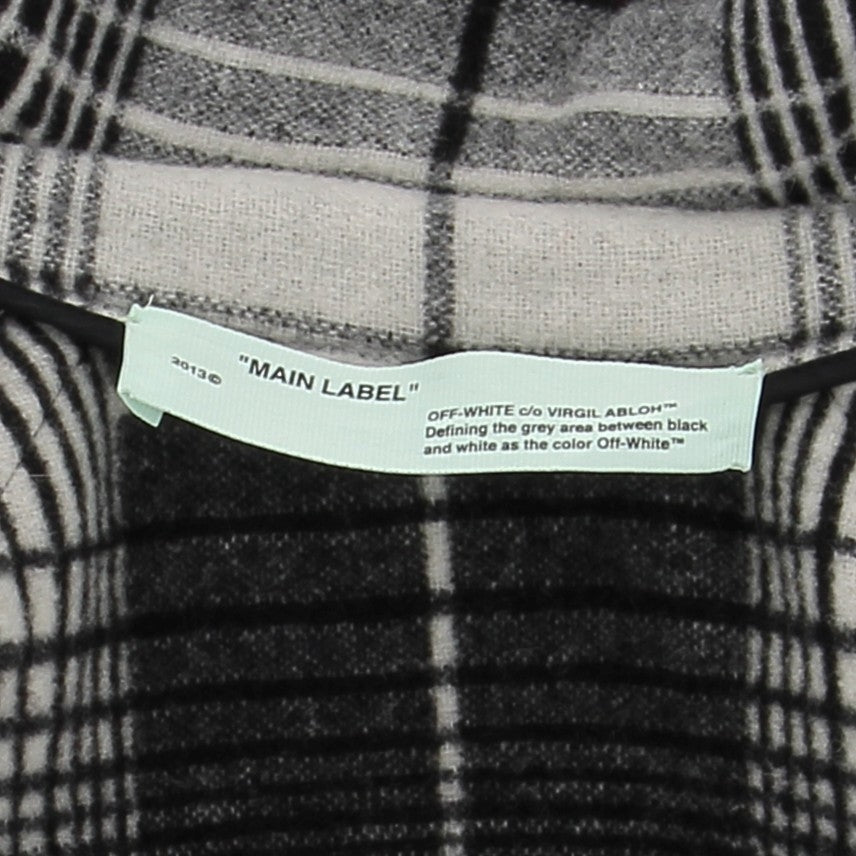 2013© "MAIN LABEL"
OFF-WHITE c/o VIRGIL ABLOH™
Defining the grey area between black
and white as the color Off-White™